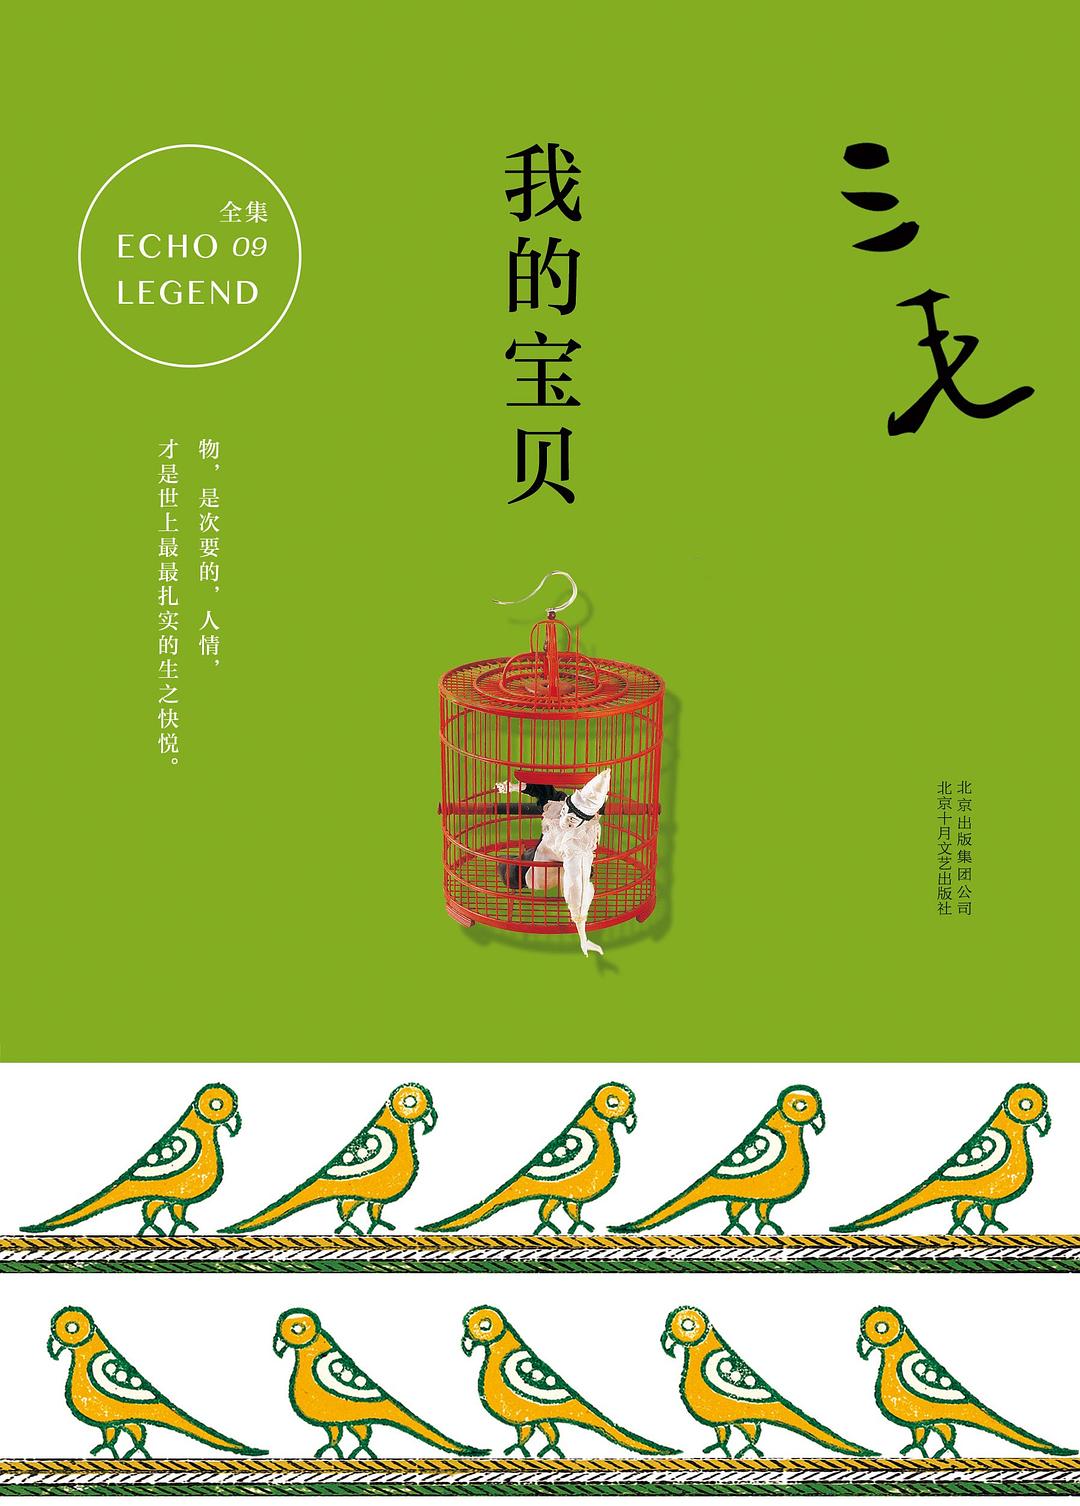 三毛
我的宝贝
全集
ECHO 09
LEGEND
物，是次要的，人情，
才是世上最最扎实的生之快悦。
北京出版集团公司
北京十月文艺出版社